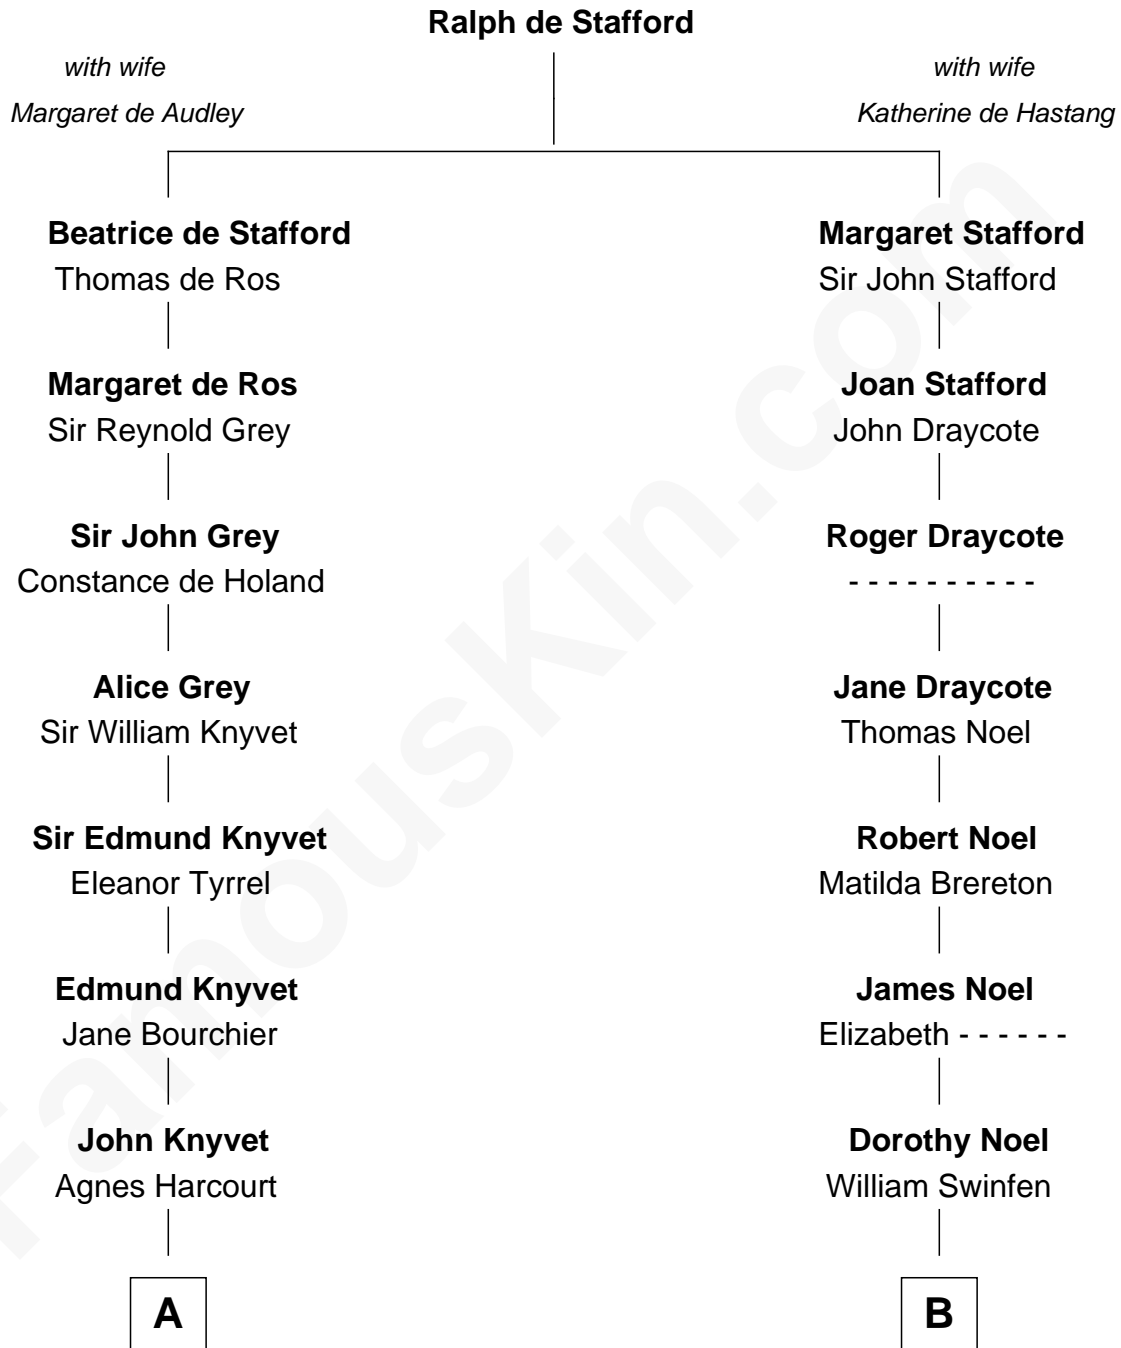 Ralph de Stafford
with wife
Margaret de Audley
with wife
Katherine de Hastang
Beatrice de Stafford
Thomas de Ros
Margaret Stafford
Sir John Stafford
Margaret de Ros
Sir Reynold Grey
Joan Stafford
John Draycote
Sir John Grey
Constance de Holand
Roger Draycote
- - - - - - - - - -
Alice Grey
Sir William Knyvet
Jane Draycote
Thomas Noel
Sir Edmund Knyvet
Eleanor Tyrrel
Robert Noel
Matilda Brereton
Edmund Knyvet
Jane Bourchier
James Noel
Elizabeth - - - - - -
John Knyvet
Agnes Harcourt
Dorothy Noel
William Swinfen
A
B
FamousKin.com